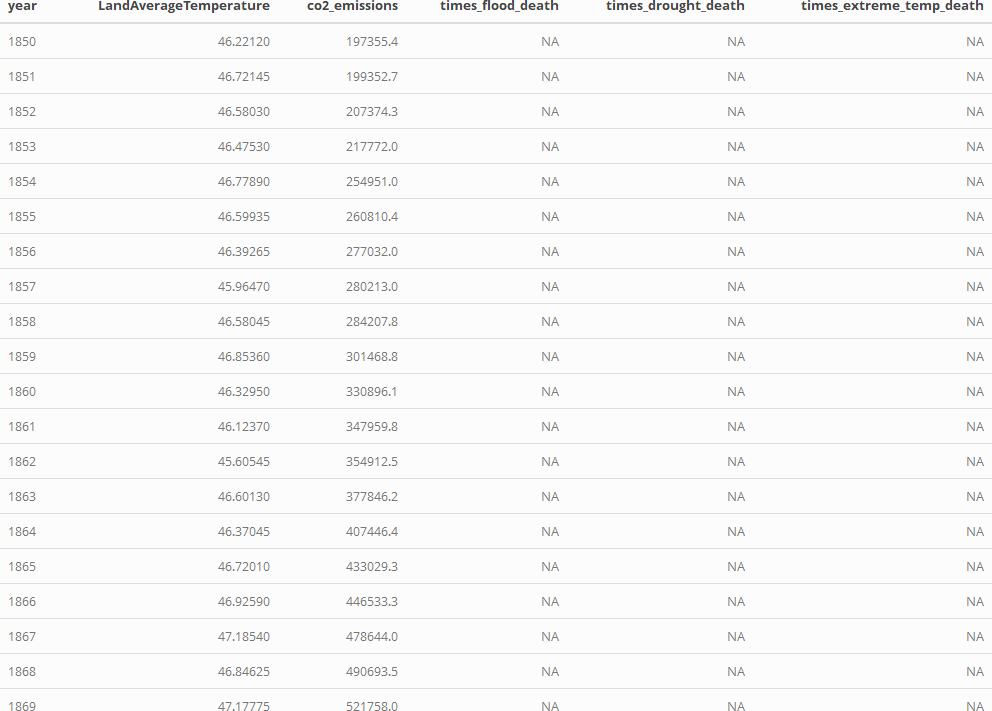 year LandAverageTemperature co2_emissions times_flood_death times_drought_death times_extreme_temp_death
1850 46.22120 197355.4 NA NA NA
1851 46.72145 199352.7 NA NA NA
1852 46.58030 207374.3 NA NA NA
1853 46.47530 217772.0 NA NA NA
1854 46.77890 254951.0 NA NA NA
1855 46.59935 260810.4 NA NA NA
1856 46.39265 277032.0 NA NA NA
1857 45.96470 280213.0 NA NA NA
1858 46.58045 284207.8 NA NA NA
1859 46.85360 301468.8 NA NA NA
1860 46.32950 330896.1 NA NA NA
1861 46.12370 347959.8 NA NA NA
1862 45.60545 354912.5 NA NA NA
1863 46.60130 377846.2 NA NA NA
1864 46.37045 407446.4 NA NA NA
1865 46.72010 433029.3 NA NA NA
1866 46.92590 446533.3 NA NA NA
1867 47.18540 478644.0 NA NA NA
1868 46.84625 490693.5 NA NA NA
1869 47.17775 521758.0 NA NA NA